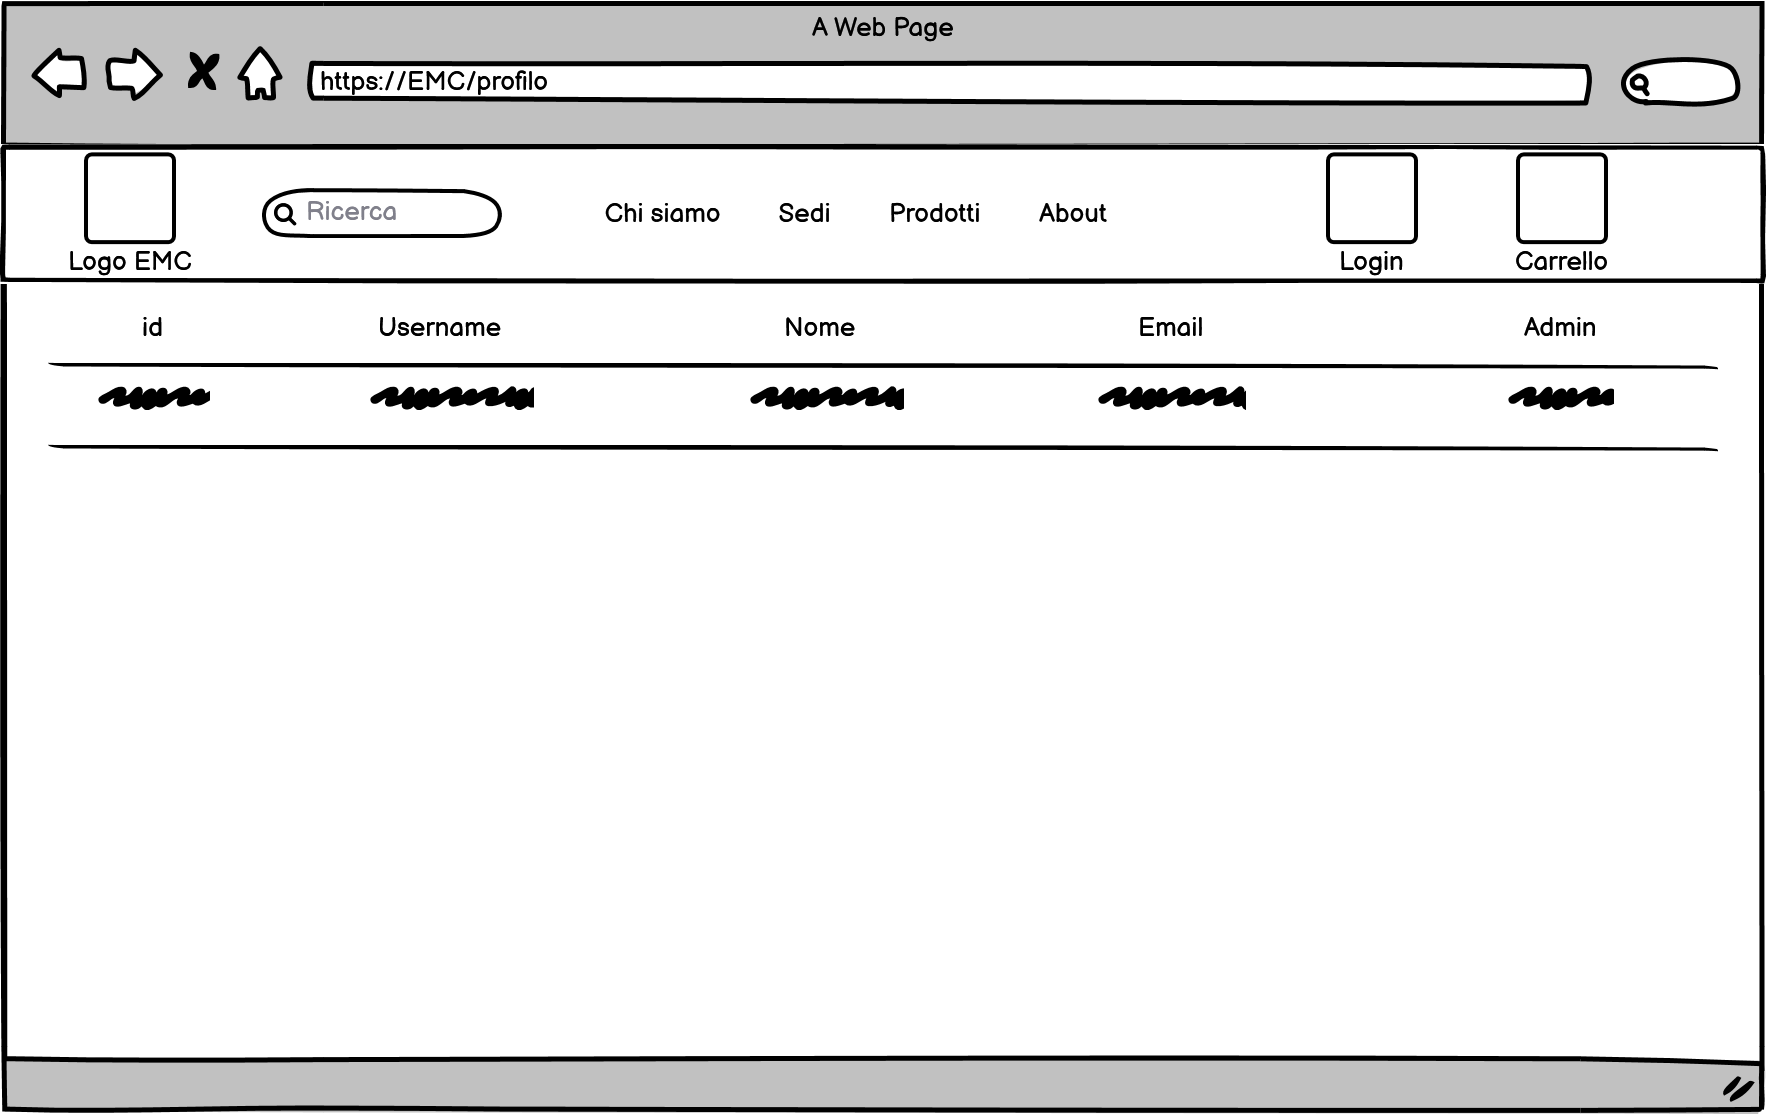 A Web Page
https://EMC/profilo
Ricerca Chi siamo Sedi Prodotti About
Logo EMC Login Carrello
id Username Nome Email Admin